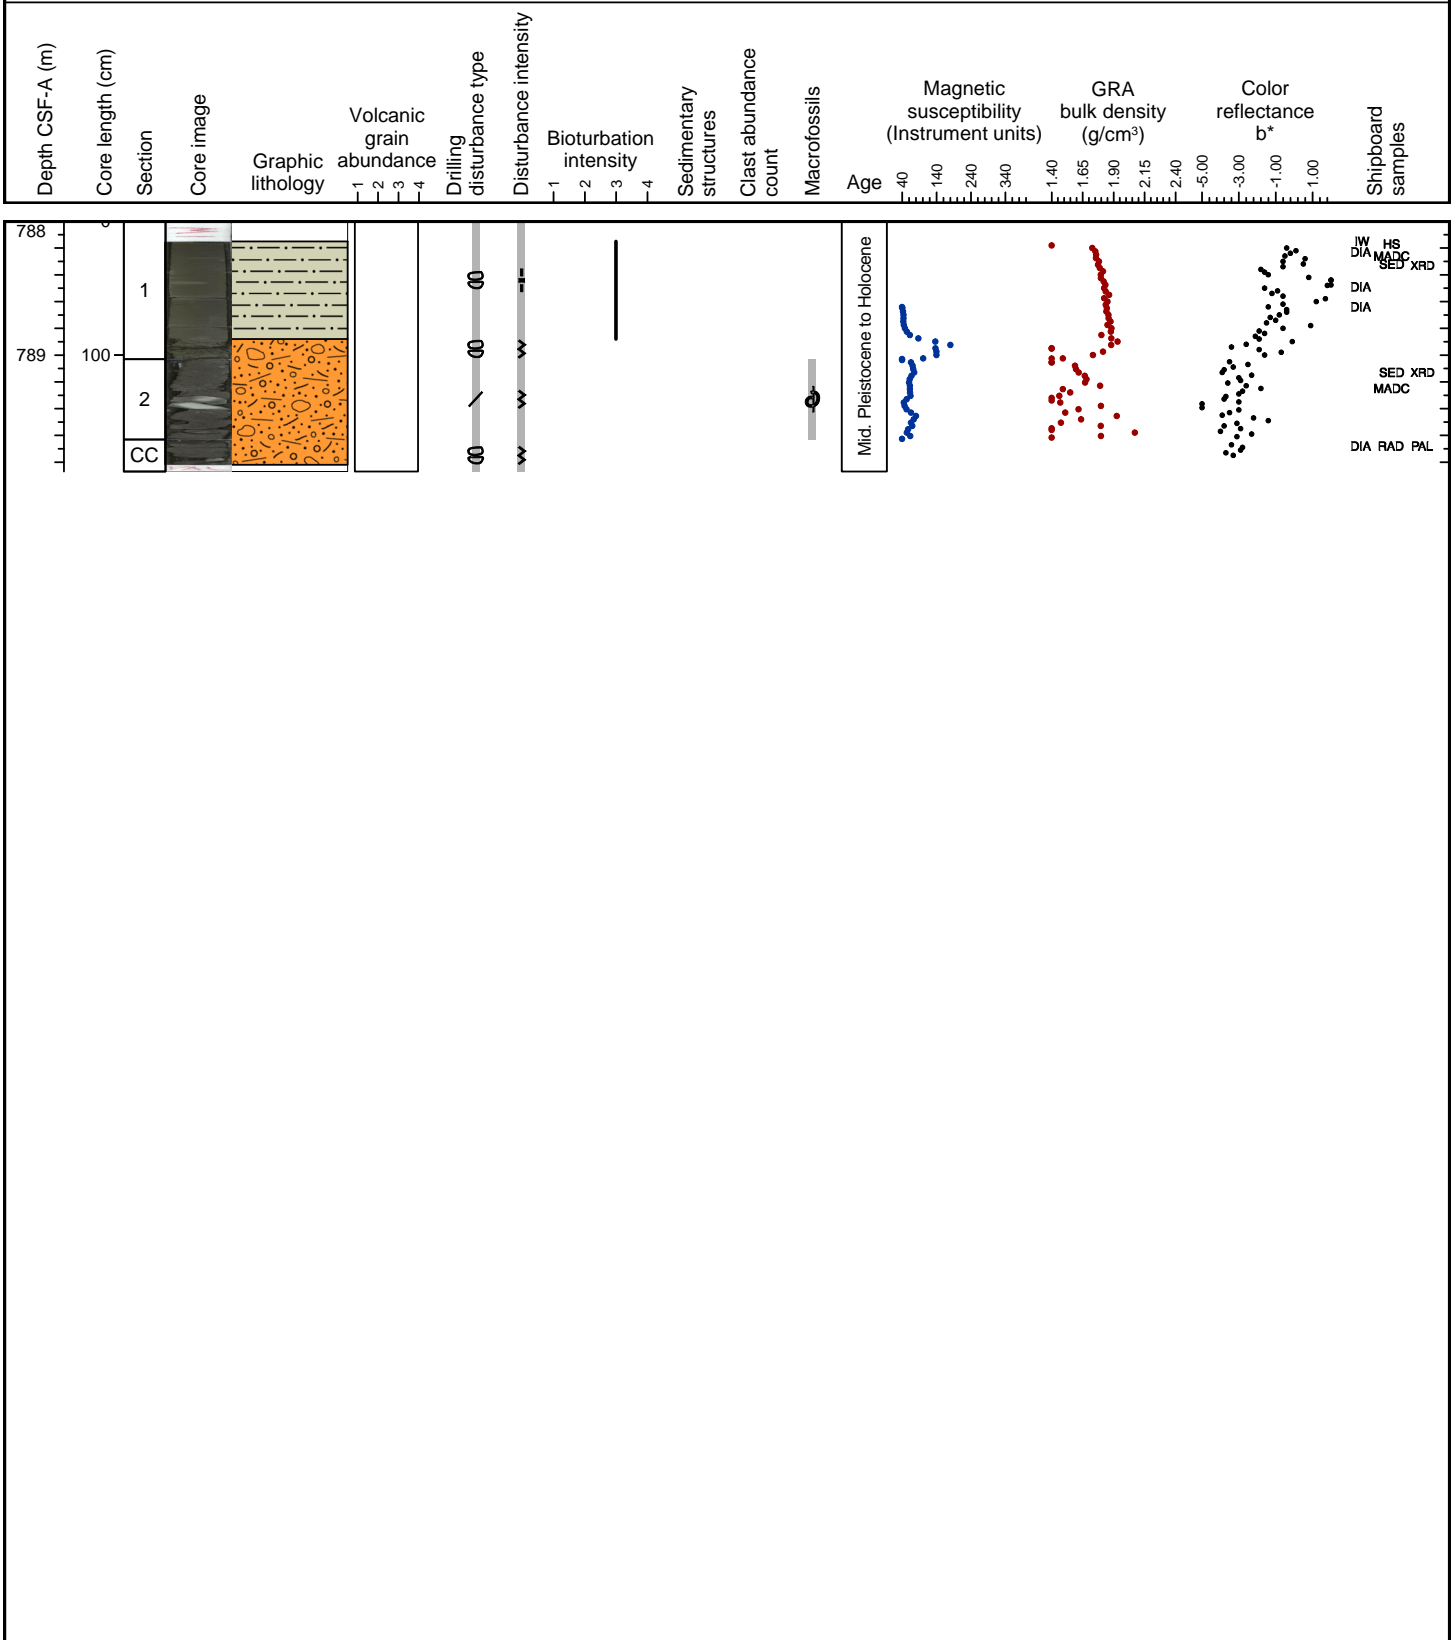 Depth CSF-A (m)
Core length (cm)
Section
Core image
Graphic
lithology
Volcanic
grain
abundance
1 2 3 4
Drilling
disturbance type
Disturbance intensity
Bioturbation
intensity
1 2 3 4
Sedimentary
structures
Clast abundance
count
Macrofossils
Age
Magnetic
susceptibility
(Instrument units)
40 140 240 340
GRA
bulk density
(g/cm³)
1.40 1.65 1.90 2.15 2.40
Color
reflectance
b*
-5.00 -3.00 -1.00 1.00
Shipboard
samples
788
789
0
100
1
2
CC
Mid. Pleistocene to Holocene
IW HS
DIA MADC
SED XRD
DIA
DIA
SED XRD
MADC
DIA RAD PAL